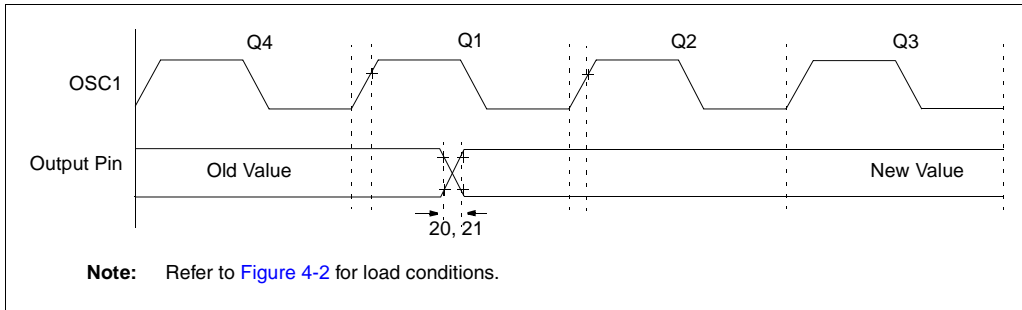 Q4 Q1 Q2 Q3
OSC1
Output Pin Old Value New Value
20, 21
Note: Refer to Figure 4-2 for load conditions.